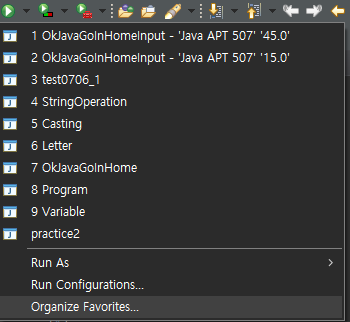 1 OkJavaGoInHomeInput - 'Java APT 507' '45.0'
2 OkJavaGoInHomeInput - 'Java APT 507' '15.0'
3 test0706_1
4 StringOperation
5 Casting
6 Letter
7 OkJavaGoInHome
8 Program
9 Variable
practice2
Run As
Run Configurations...
Organize Favorites...